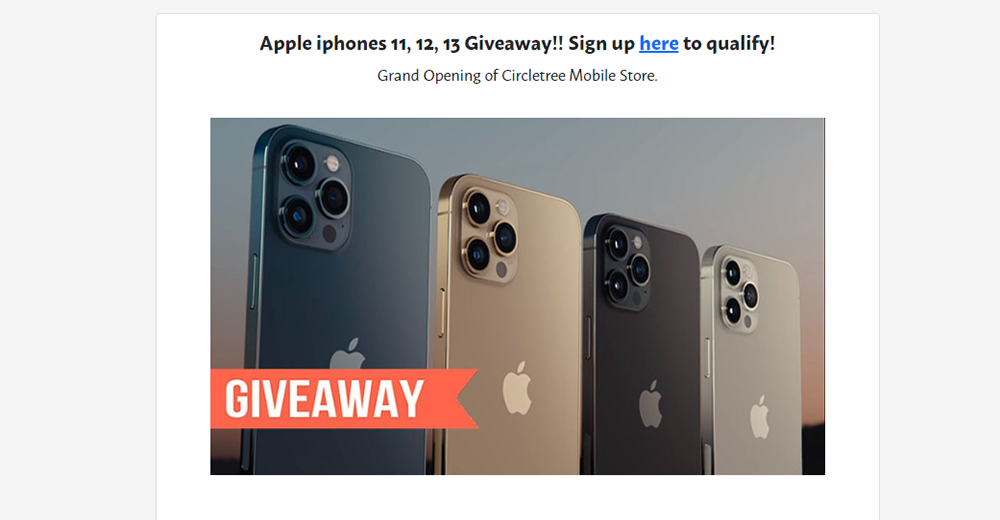 Apple iphones 11, 12, 13 Giveaway!! Sign up here to qualify!
Grand Opening of Circletree Mobile Store.
GIVEAWAY